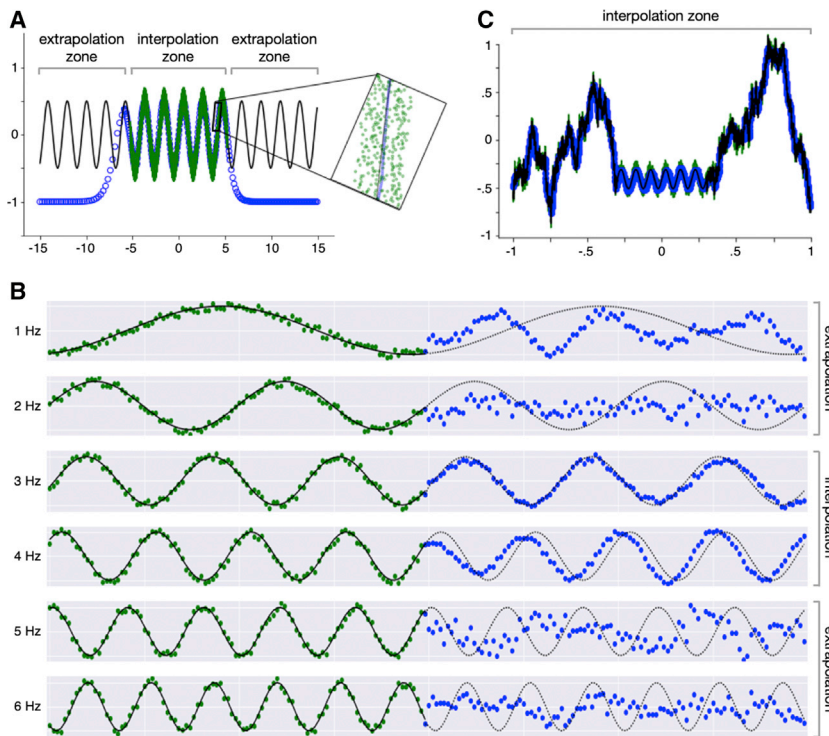 A
extrapolation zone
interpolation zone
extrapolation zone
1
0
-1
-15
-10
-5
0
5
10
15
C
interpolation zone
1
.5
0
-.5
-1
-1
-.5
0
.5
1
B
1 Hz
2 Hz
3 Hz
4 Hz
5 Hz
6 Hz
extrapolation
interpolation
extrapolation